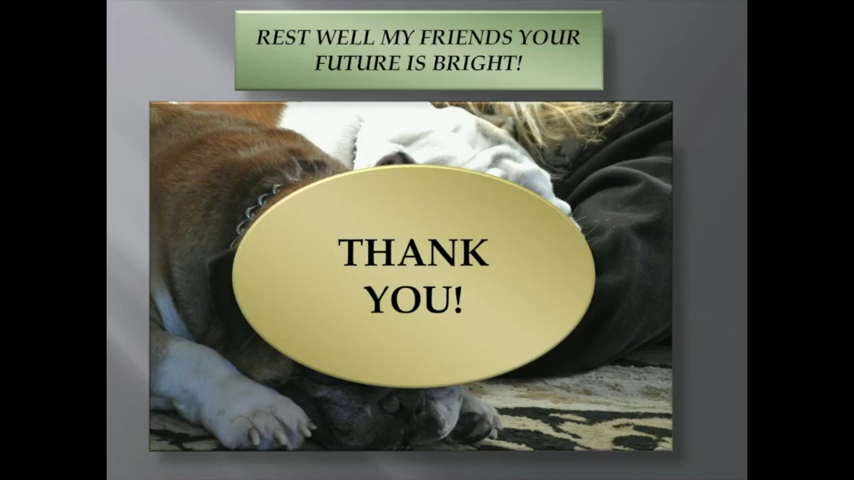 REST WELL MY FRIENDS YOUR
FUTURE IS BRIGHT!
THANK
YOU!